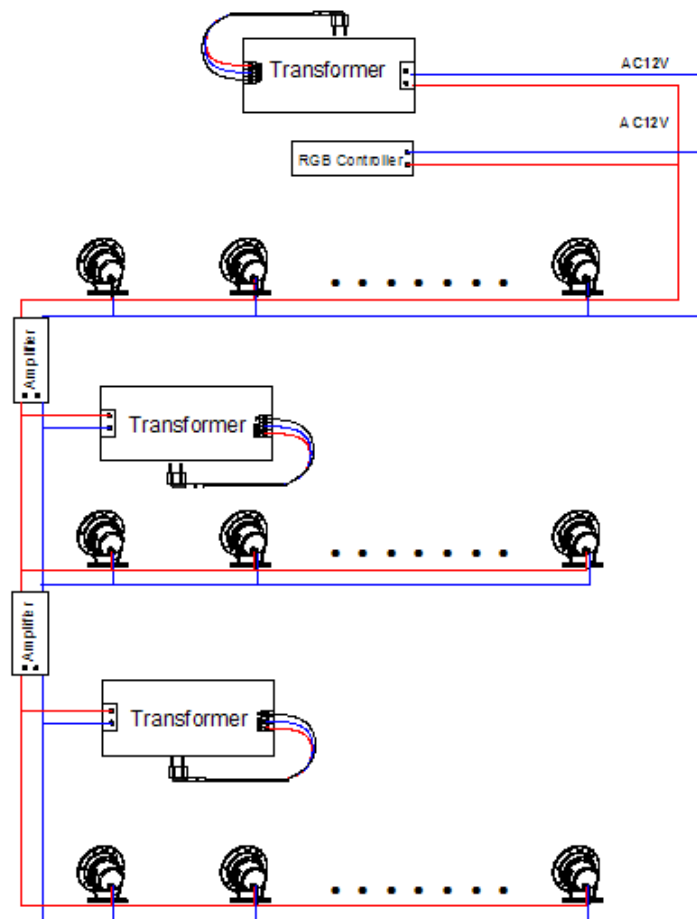 Transformer
AC12V
AC12V
RGB Controller
Amplifier
Transformer
Amplifier
Transformer